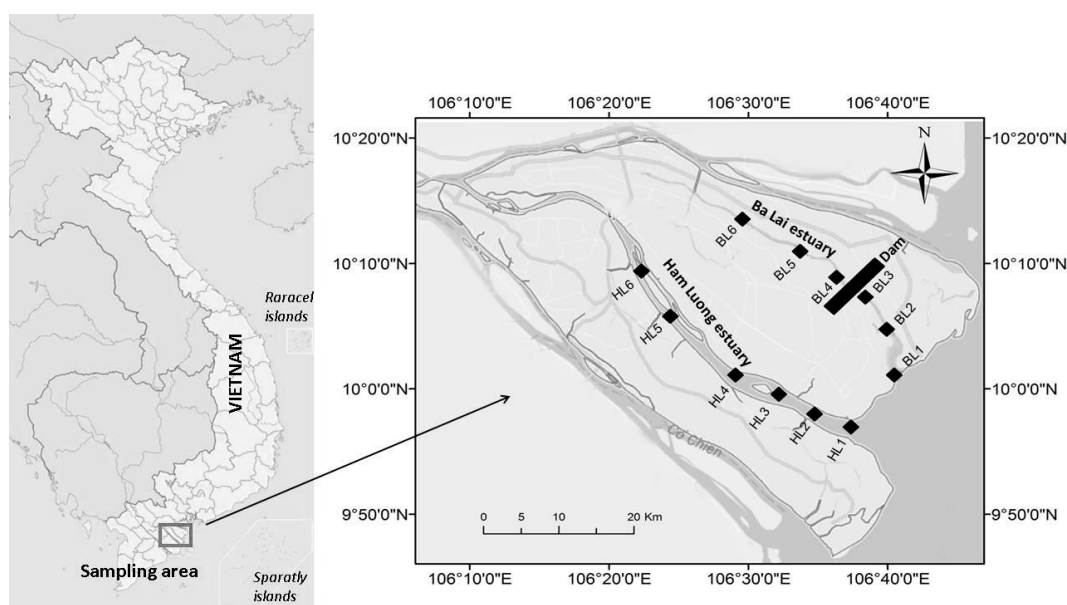 VIETNAM
Raracel
islands
Sampling area
Sparatly
islands
106°10'0"E
106°20'0"E
106°30'0"E
106°40'0"E
10°20'0"N
10°20'0"N
N
BL6
Ba Lai estuary
BL5
BL4
Dam
BL3
BL2
BL1
10°10'0"N
10°10'0"N
HL6
Ham Luong estuary
HL5
HL4
HL3
HL2
HL1
10°0'0"N
10°0'0"N
Co Chien
9°50'0"N
9°50'0"N
0 5 10 20 Km
106°10'0"E
106°20'0"E
106°30'0"E
106°40'0"E